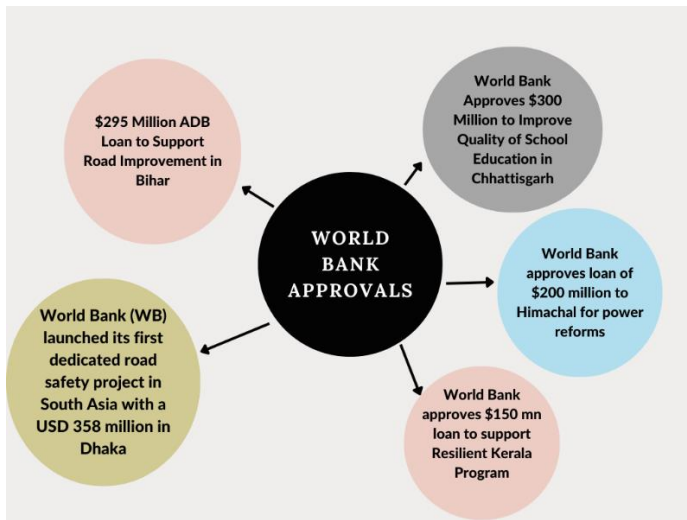 WORLD
BANK
APPROVALS
$295 Million ADB
Loan to Support
Road Improvement in
Bihar
World Bank
Approves $300
Million to Improve
Quality of School
Education in
Chhattisgarh
World Bank
approves loan of
$200 million to
Himachal for power
reforms
World Bank
approves $150 mn
loan to support
Resilient Kerala
Program
World Bank (WB)
launched its first
dedicated road
safety project in
South Asia with a
USD 358 million in
Dhaka